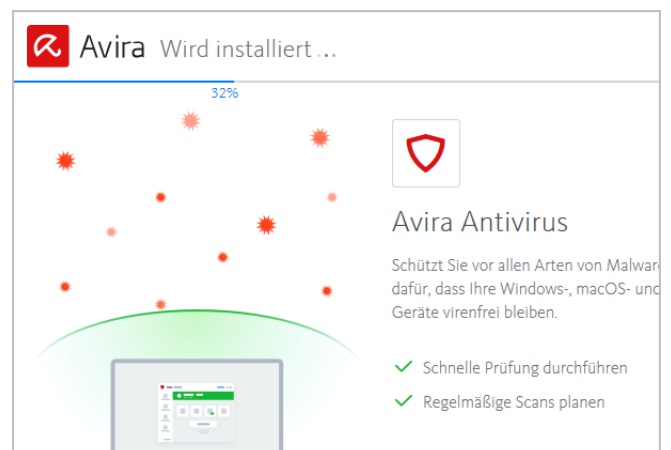 Avira Wird installiert ...
32%
Avira Antivirus
Schützt Sie vor allen Arten von Malware
dafür, dass Ihre Windows-, macOS- und
Geräte virenfrei bleiben.
Schnelle Prüfung durchführen
Regelmäßige Scans planen